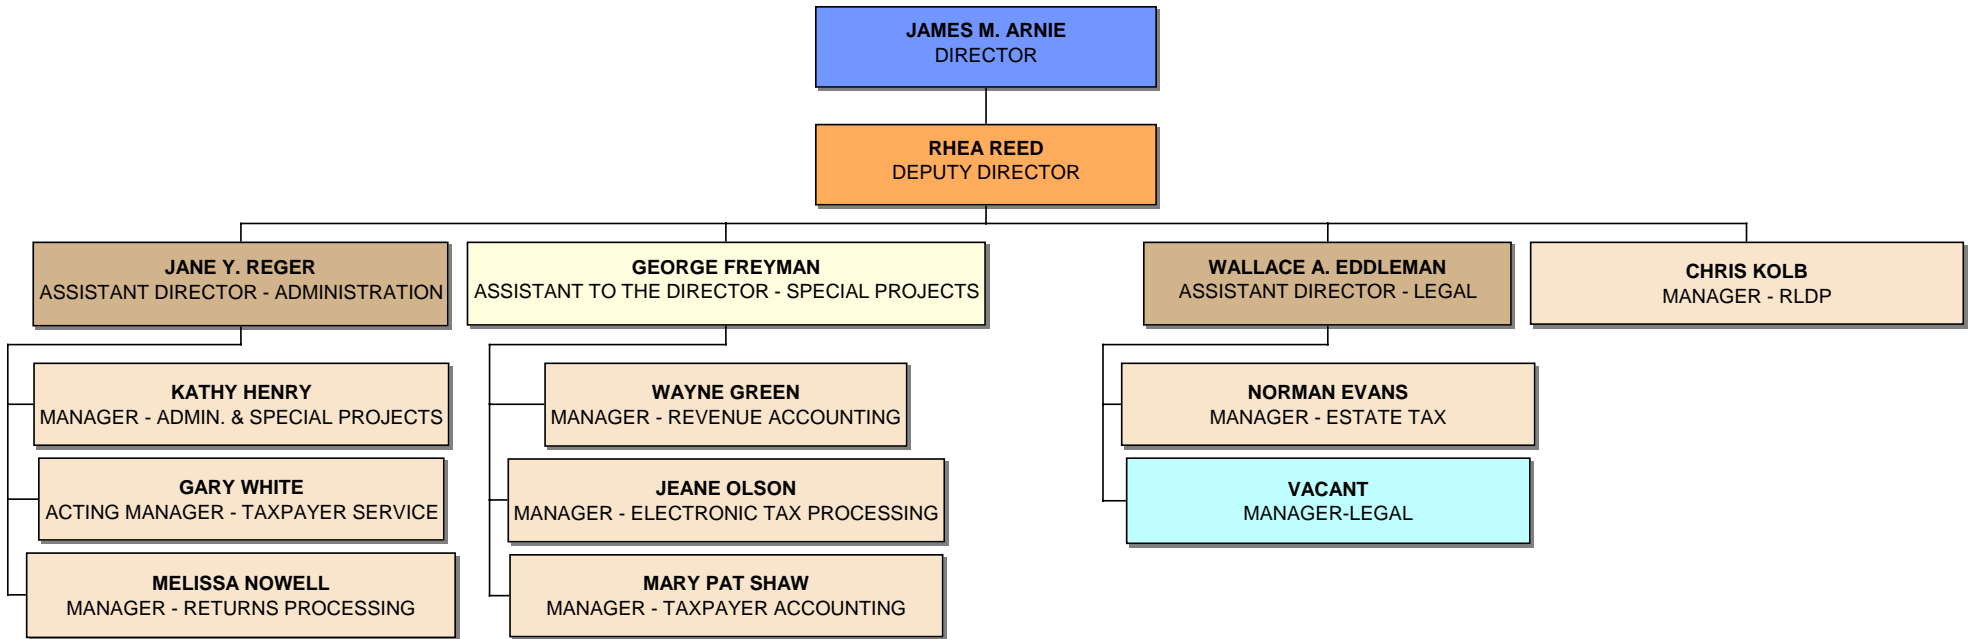 JAMES M. ARNIE
DIRECTOR
RHEA REED
DEPUTY DIRECTOR
JANE Y. REGER
ASSISTANT DIRECTOR - ADMINISTRATION
GEORGE FREYMAN
ASSISTANT TO THE DIRECTOR - SPECIAL PROJECTS
WALLACE A. EDDLEMAN
ASSISTANT DIRECTOR - LEGAL
CHRIS KOLB
MANAGER - RLDP
KATHY HENRY
MANAGER - ADMIN. & SPECIAL PROJECTS
GARY WHITE
ACTING MANAGER - TAXPAYER SERVICE
MELISSA NOWELL
MANAGER - RETURNS PROCESSING
WAYNE GREEN
MANAGER - REVENUE ACCOUNTING
JEANE OLSON
MANAGER - ELECTRONIC TAX PROCESSING
MARY PAT SHAW
MANAGER - TAXPAYER ACCOUNTING
NORMAN EVANS
MANAGER - ESTATE TAX
VACANT
MANAGER-LEGAL